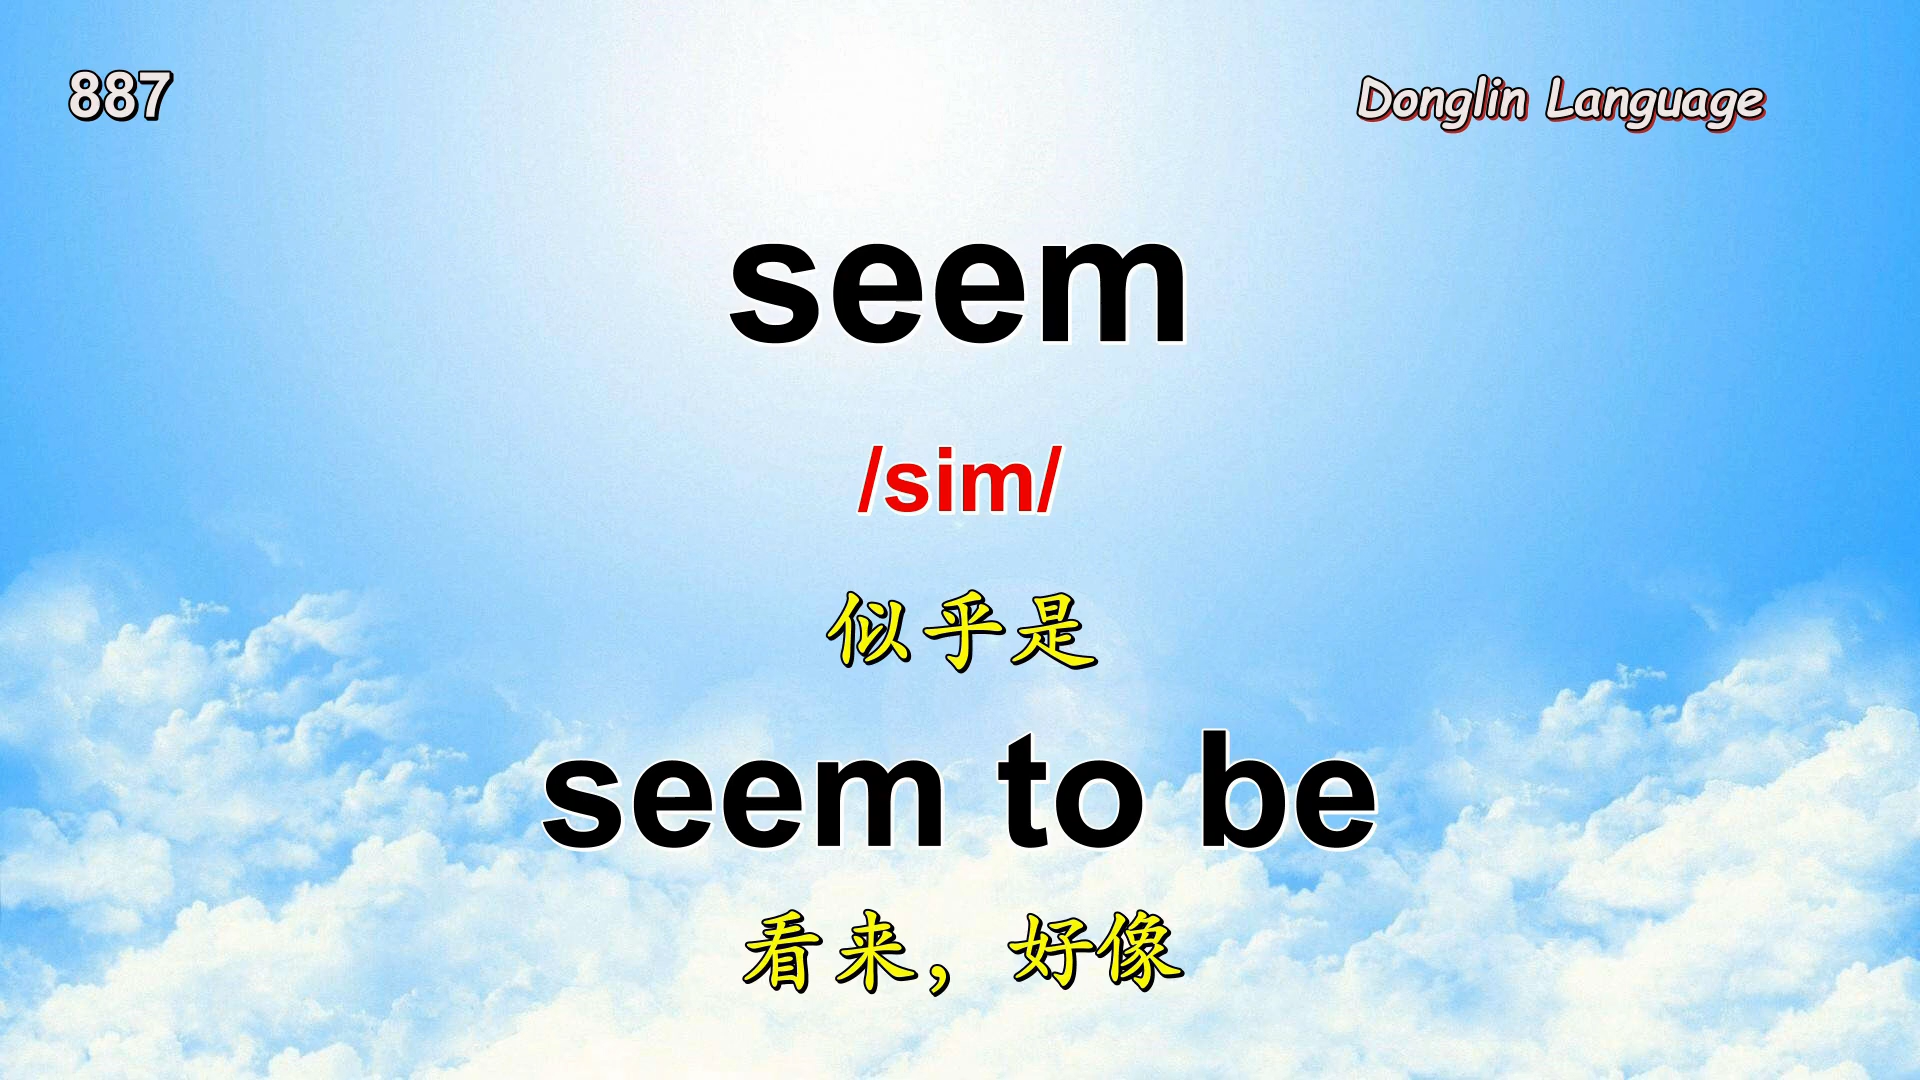 887
Donglin Language
seem
/sim/
似乎是
seem to be
看来，好像